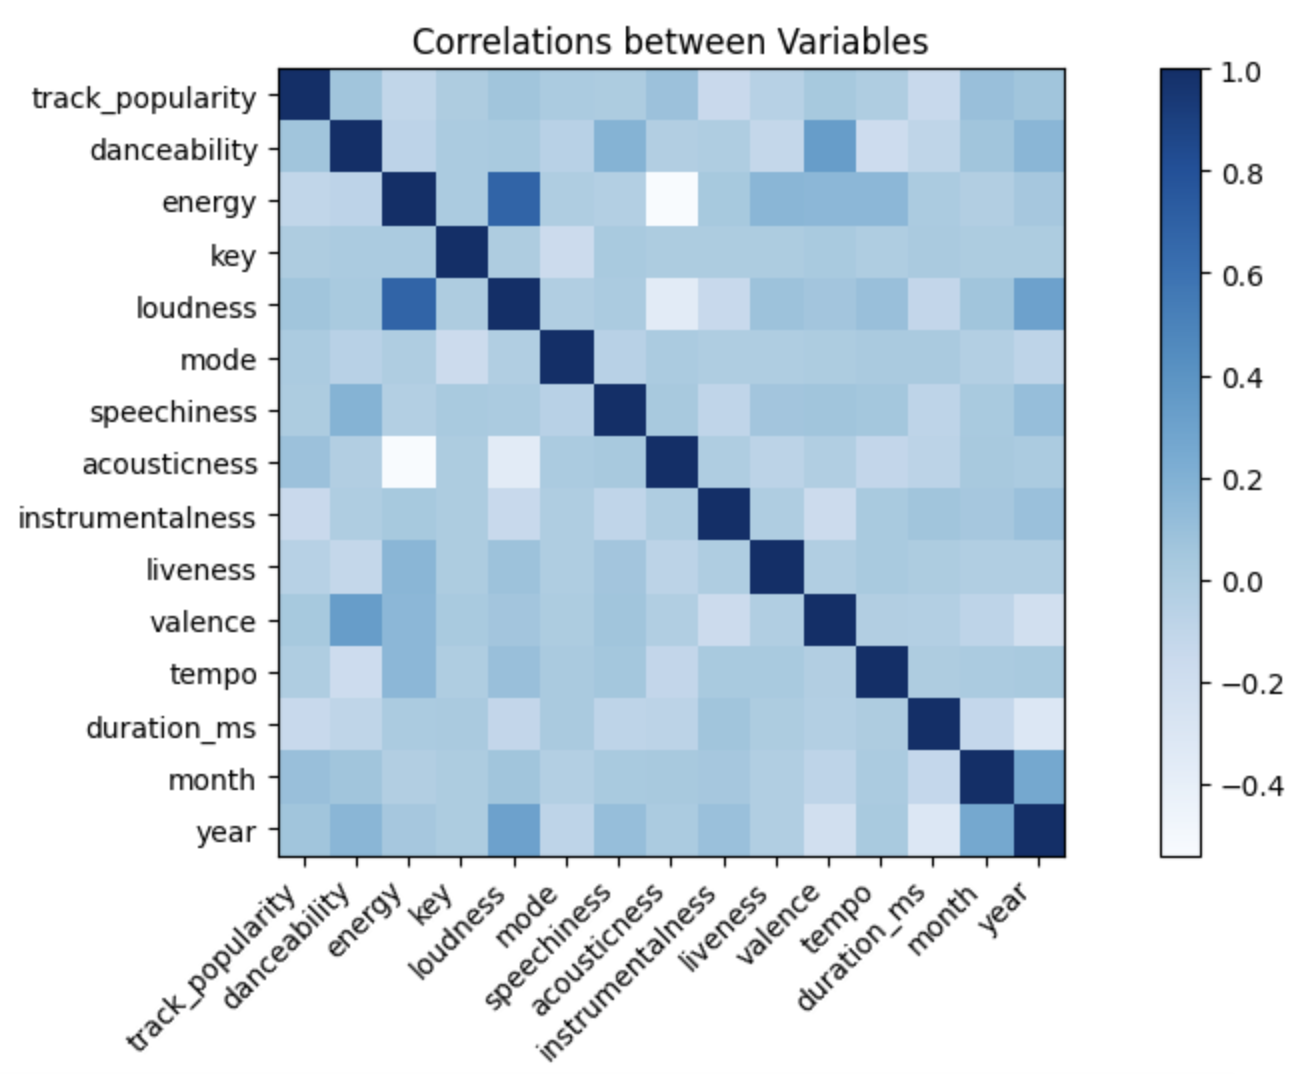 Correlations between Variables
track_popularity
danceability
energy
key
loudness
mode
speechiness
acousticness
instrumentalness
liveness
valence
tempo
duration_ms
month
year
track_popularity
danceability
energy
key
loudness
mode
speechiness
acousticness
instrumentalness
liveness
valence
tempo
duration_ms
month
year
1.0
0.8
0.6
0.4
0.2
0.0
−0.2
−0.4